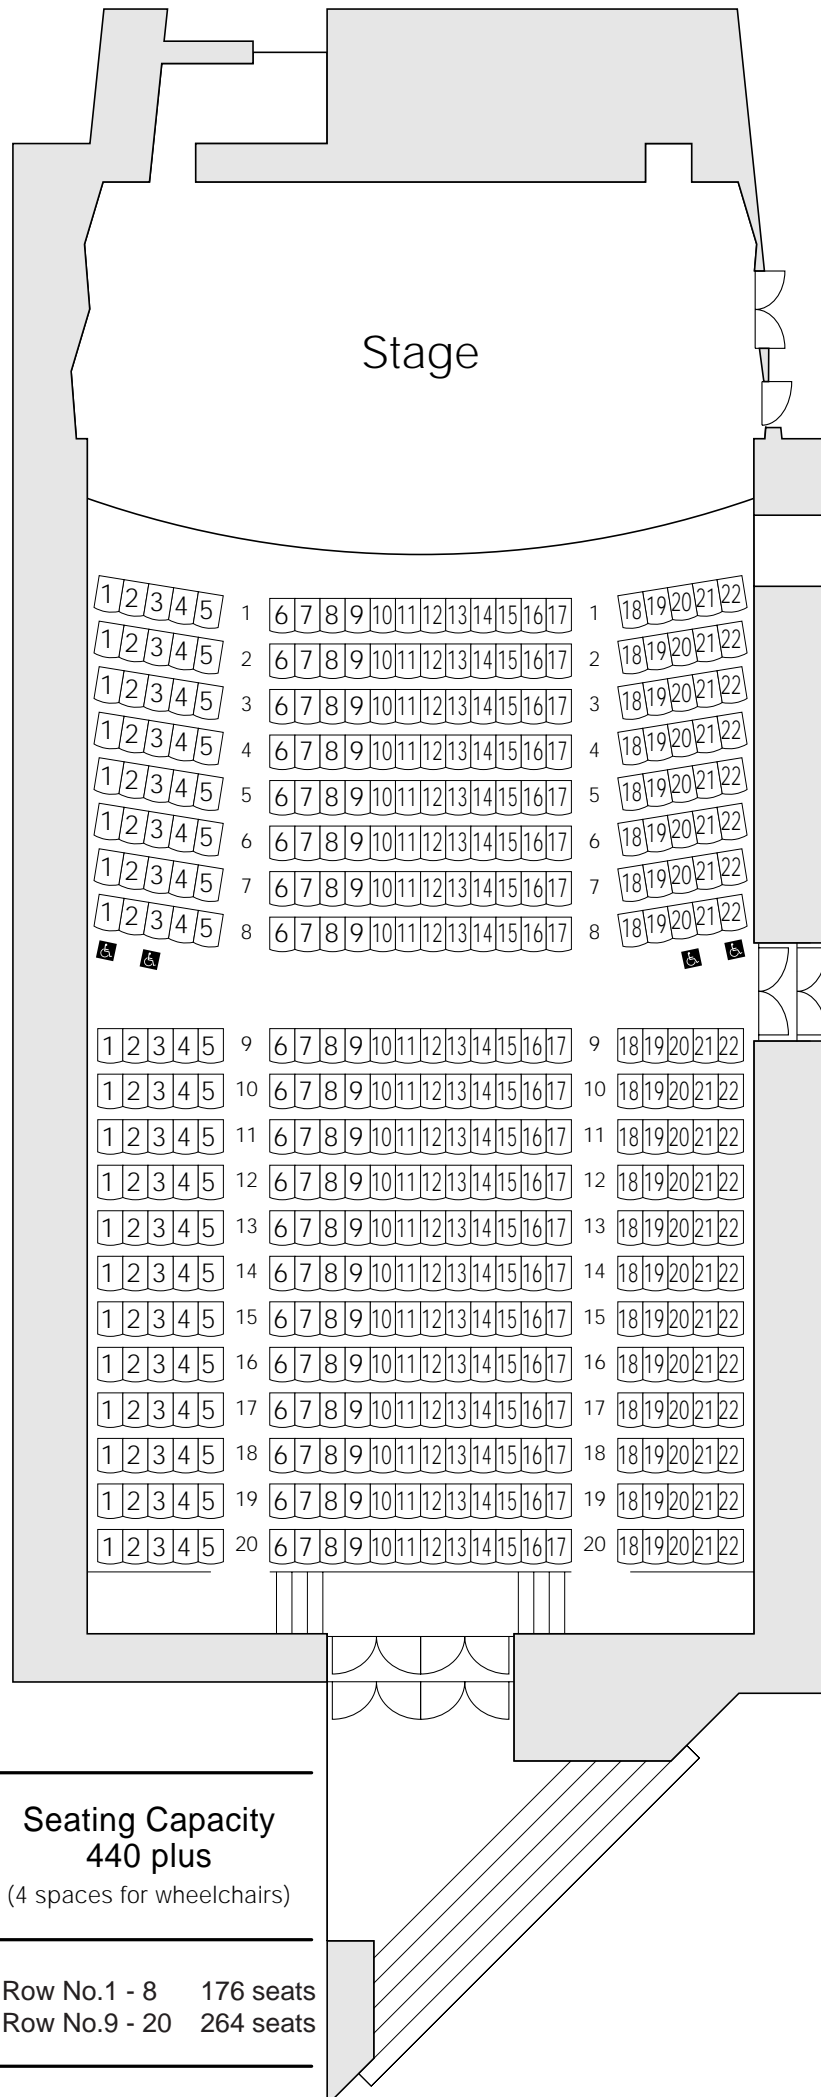 Stage
1 2 3 4 5 1 6 7 8 9 10 11 12 13 14 15 16 17 1 18 19 20 21 22
1 2 3 4 5 2 6 7 8 9 10 11 12 13 14 15 16 17 2 18 19 20 21 22
1 2 3 4 5 3 6 7 8 9 10 11 12 13 14 15 16 17 3 18 19 20 21 22
1 2 3 4 5 4 6 7 8 9 10 11 12 13 14 15 16 17 4 18 19 20 21 22
1 2 3 4 5 5 6 7 8 9 10 11 12 13 14 15 16 17 5 18 19 20 21 22
1 2 3 4 5 6 6 7 8 9 10 11 12 13 14 15 16 17 6 18 19 20 21 22
1 2 3 4 5 7 6 7 8 9 10 11 12 13 14 15 16 17 7 18 19 20 21 22
1 2 3 4 5 8 6 7 8 9 10 11 12 13 14 15 16 17 8 18 19 20 21 22
1 2 3 4 5 9 6 7 8 9 10 11 12 13 14 15 16 17 9 18 19 20 21 22
1 2 3 4 5 10 6 7 8 9 10 11 12 13 14 15 16 17 10 18 19 20 21 22
1 2 3 4 5 11 6 7 8 9 10 11 12 13 14 15 16 17 11 18 19 20 21 22
1 2 3 4 5 12 6 7 8 9 10 11 12 13 14 15 16 17 12 18 19 20 21 22
1 2 3 4 5 13 6 7 8 9 10 11 12 13 14 15 16 17 13 18 19 20 21 22
1 2 3 4 5 14 6 7 8 9 10 11 12 13 14 15 16 17 14 18 19 20 21 22
1 2 3 4 5 15 6 7 8 9 10 11 12 13 14 15 16 17 15 18 19 20 21 22
1 2 3 4 5 16 6 7 8 9 10 11 12 13 14 15 16 17 16 18 19 20 21 22
1 2 3 4 5 17 6 7 8 9 10 11 12 13 14 15 16 17 17 18 19 20 21 22
1 2 3 4 5 18 6 7 8 9 10 11 12 13 14 15 16 17 18 18 19 20 21 22
1 2 3 4 5 19 6 7 8 9 10 11 12 13 14 15 16 17 19 18 19 20 21 22
1 2 3 4 5 20 6 7 8 9 10 11 12 13 14 15 16 17 20 18 19 20 21 22
Seating Capacity
440 plus
(4 spaces for wheelchairs)
Row No.1 - 8 176 seats
Row No.9 - 20 264 seats